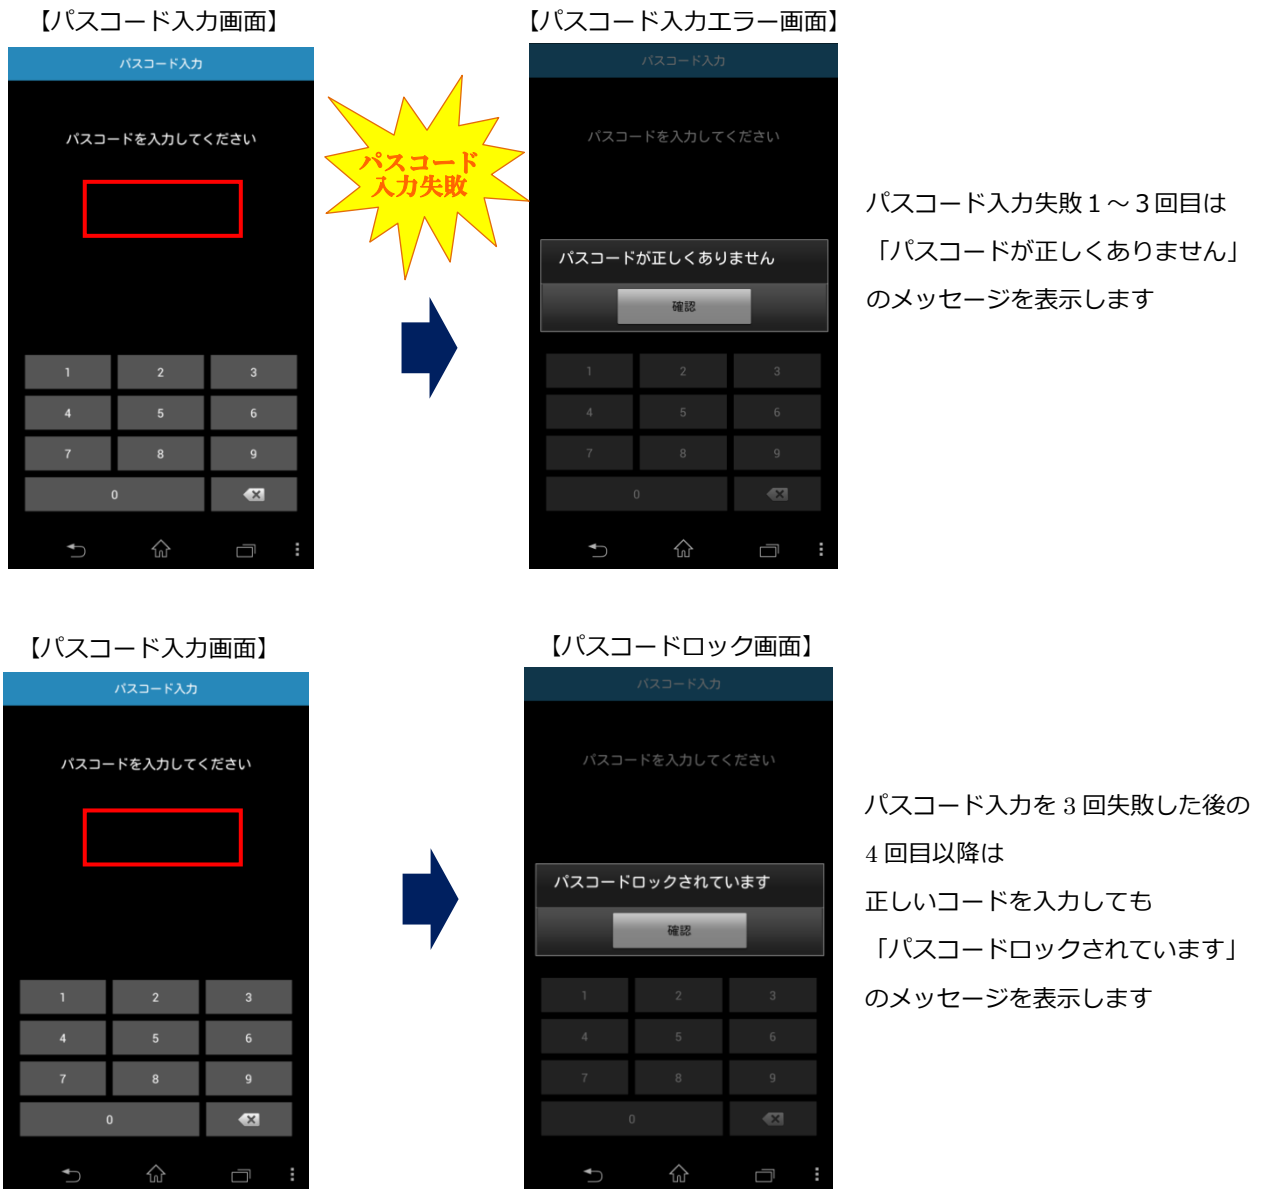 【パスコード入力画面】
パスコード入力
パスコードを入力してください
1 2 3
4 5 6
7 8 9
0
パスコード
入力失敗
【パスコード入力エラー画面】
パスコード入力
パスコードを入力してください
パスコードが正しくありません
確認
1 2 3
4 5 6
7 8 9
0
パスコード入力失敗１～３回目は
「パスコードが正しくありません」
のメッセージを表示します
【パスコード入力画面】
パスコード入力
パスコードを入力してください
1 2 3
4 5 6
7 8 9
0
【パスコードロック画面】
パスコード入力
パスコードを入力してください
パスコードロックされています
確認
1 2 3
4 5 6
7 8 9
0
パスコード入力を 3 回失敗した後の
4 回目以降は
正しいコードを入力しても
「パスコードロックされています」
のメッセージを表示します